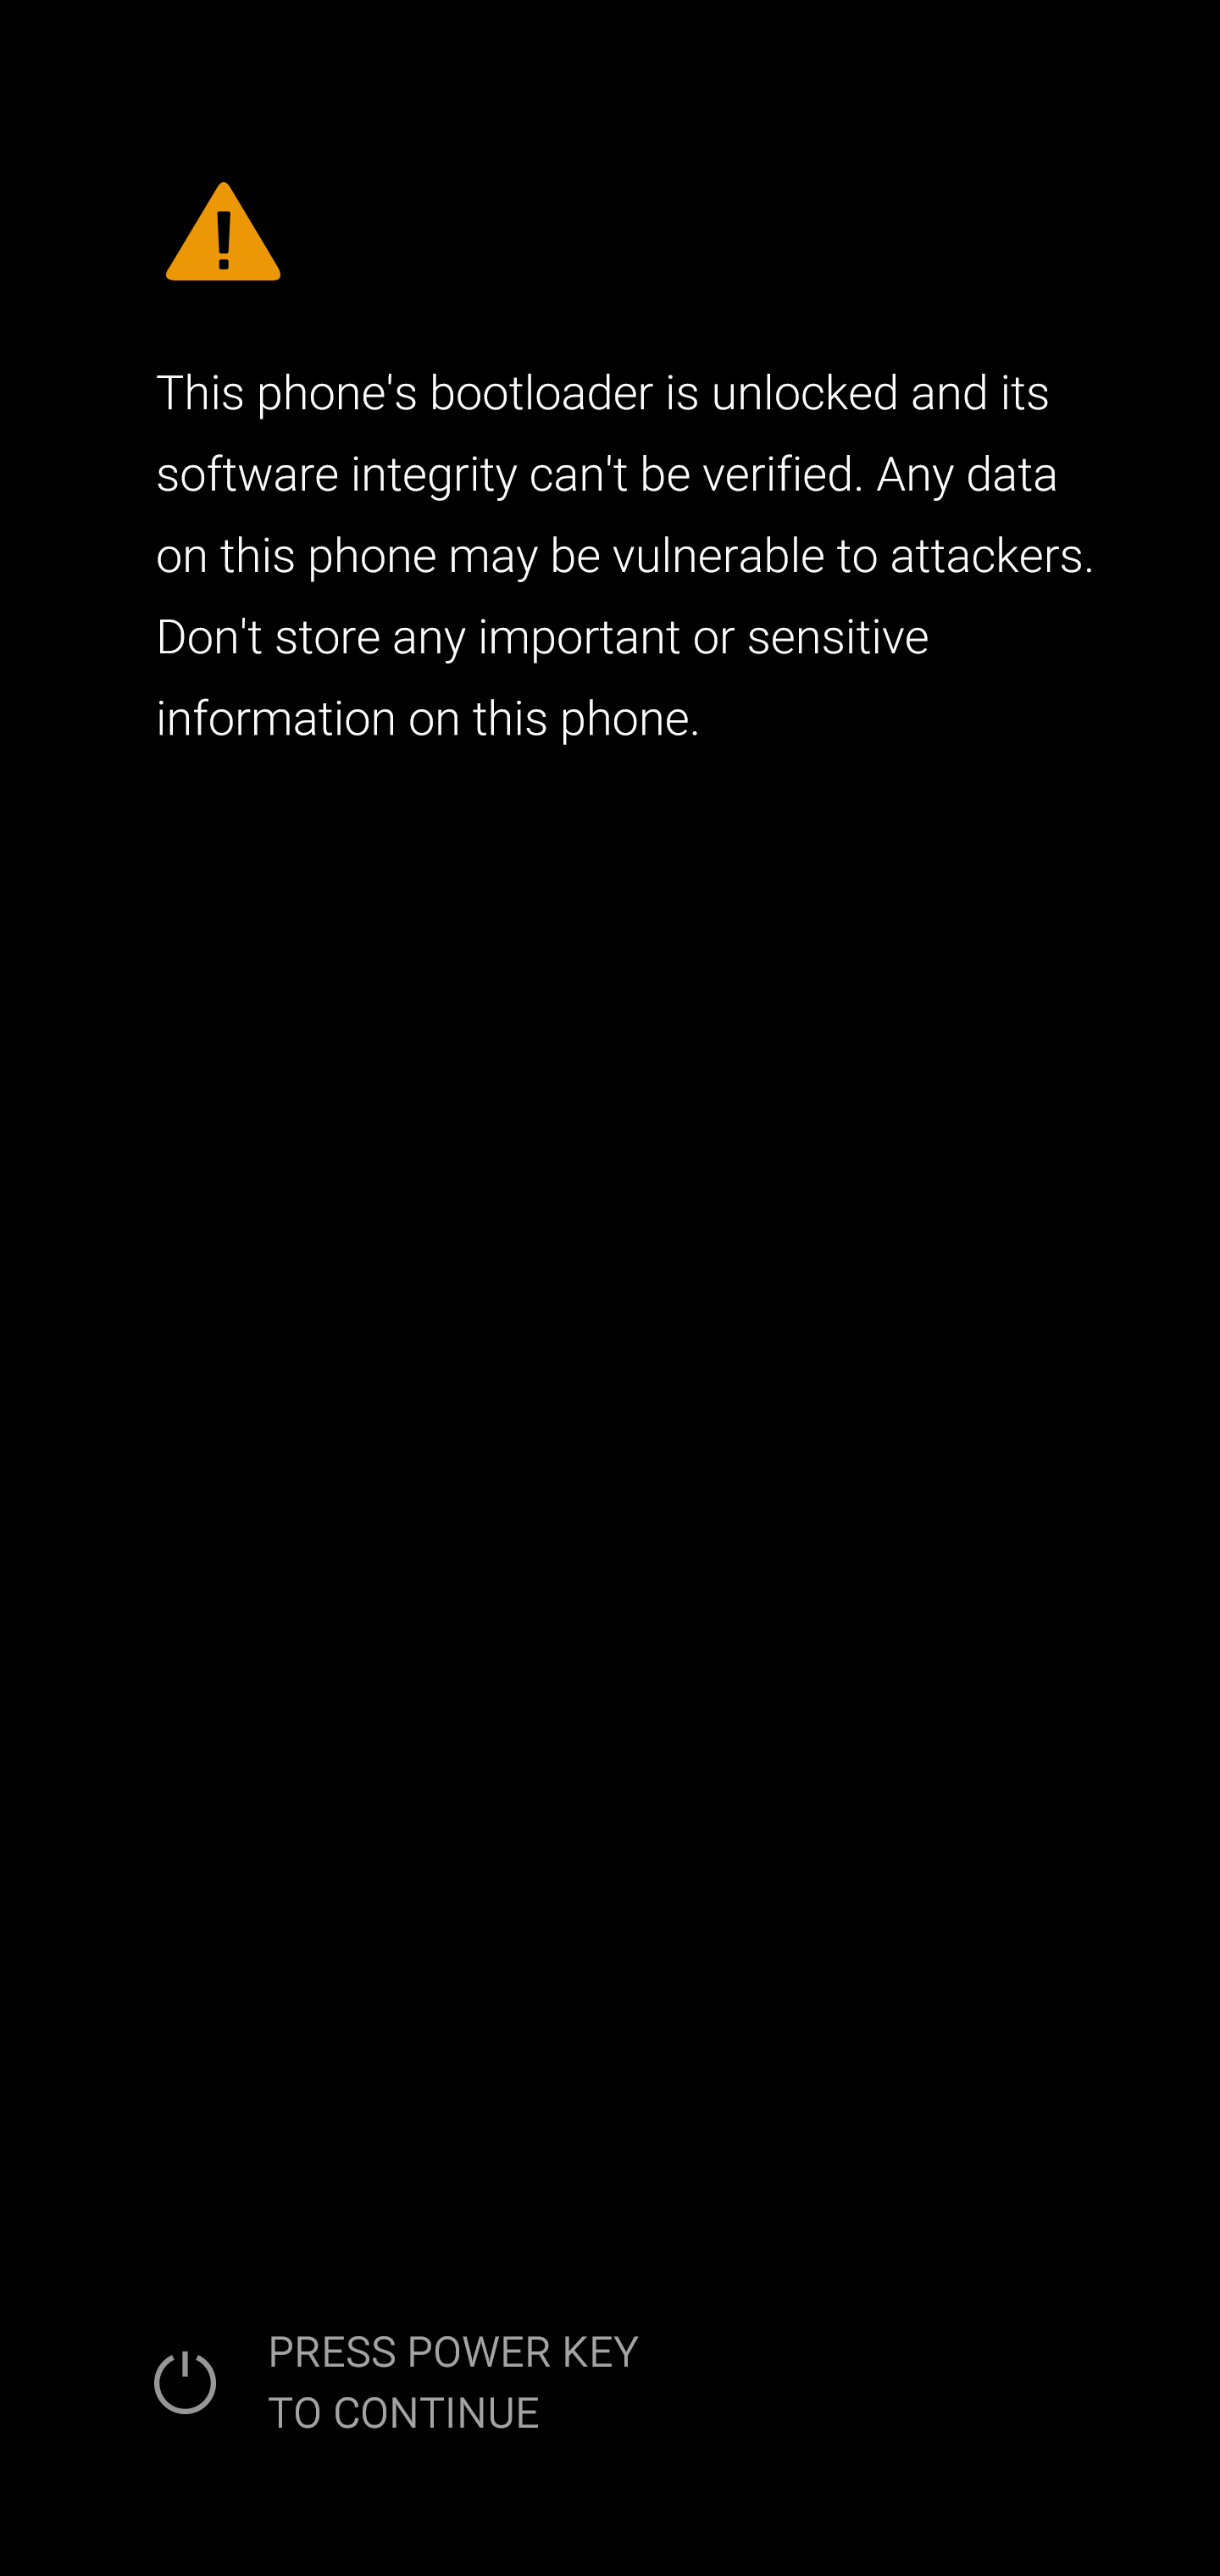 This phone's bootloader is unlocked and its
software integrity can't be verified. Any data
on this phone may be vulnerable to attackers.
Don't store any important or sensitive
information on this phone.
PRESS POWER KEY
TO CONTINUE